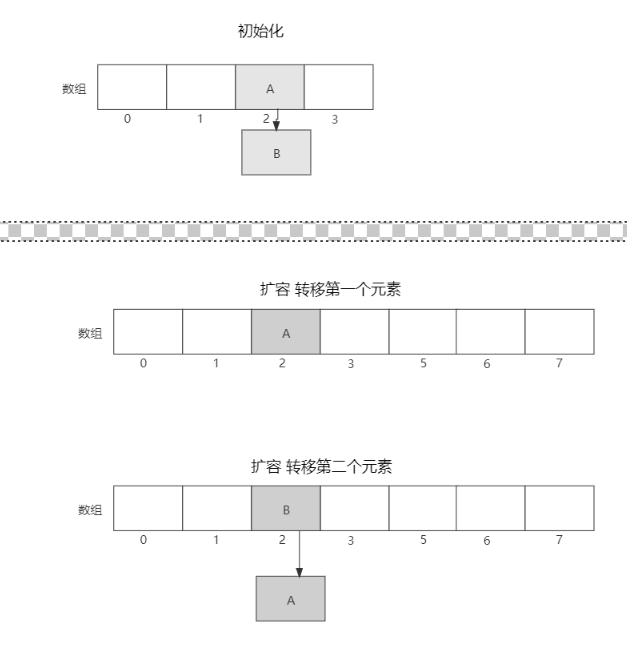 初始化
数组 A
0 1 2 3
B
扩容 转移第一个元素
数组 A
0 1 2 3 5 6 7
扩容 转移第二个元素
数组 B
0 1 2 3 5 6 7
A